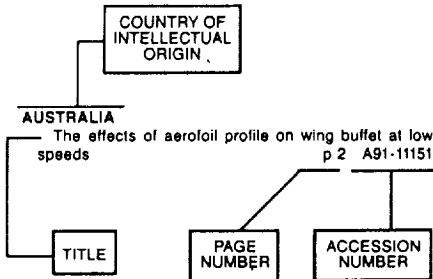 COUNTRY OF
INTELLECTUAL
ORIGIN
AUSTRALIA
The effects of aerofoil profile on wing buffet at low
speeds p 2 A91-11151
TITLE
PAGE
NUMBER
ACCESSION
NUMBER